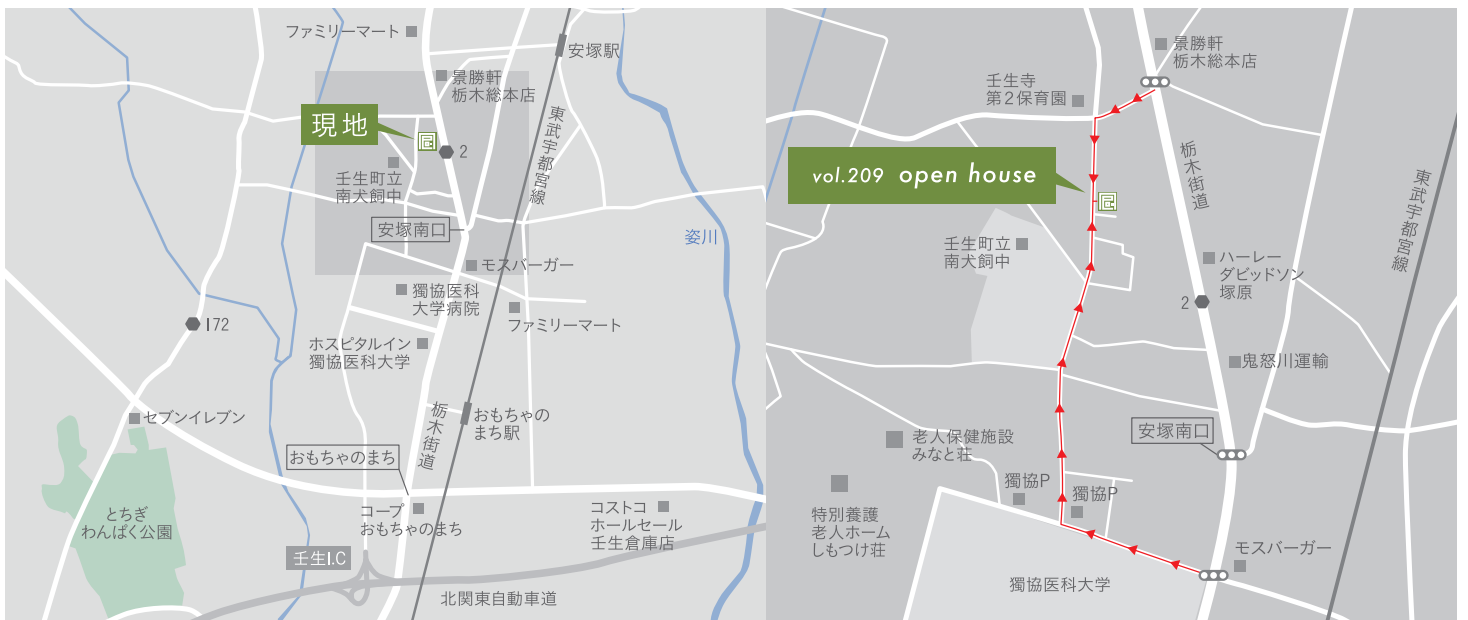 ファミリーマート
安塚駅
景勝軒
栃木総本店
現地
2
東武宇都宮線
壬生町立
南犬飼中
安塚南口
姿川
モスバーガー
獨協医科
大学病院
ファミリーマート
172
ホスピタルイン
獨協医科大学
セブンイレブン
栃木街道
おもちゃの
まち駅
おもちゃのまち
とちぎ
わんぱく公園
コープ
おもちゃのまち
コストコ
ホールセール
壬生倉庫店
壬生I.C
北関東自動車道
景勝軒
栃木総本店
壬生寺
第2保育園
栃木街道
vol.209 open house
東武宇都宮線
壬生町立
南犬飼中
ハーレー
ダビッドソン
塚原
2
鬼怒川運輸
安塚南口
老人保健施設
みなと荘
獨協P
獨協P
特別養護
老人ホーム
しもつけ荘
モスバーガー
獨協医科大学